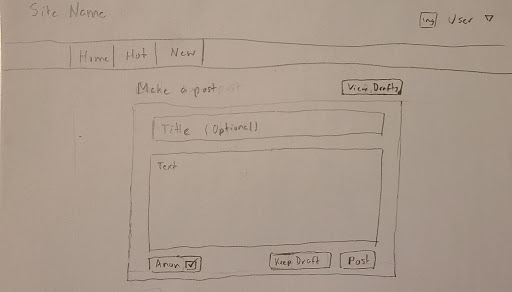 Site Name
img User
Home Hot New
Make a post
View Drafts
Title (Optional)
Text
Anon
Keep Draft
Post